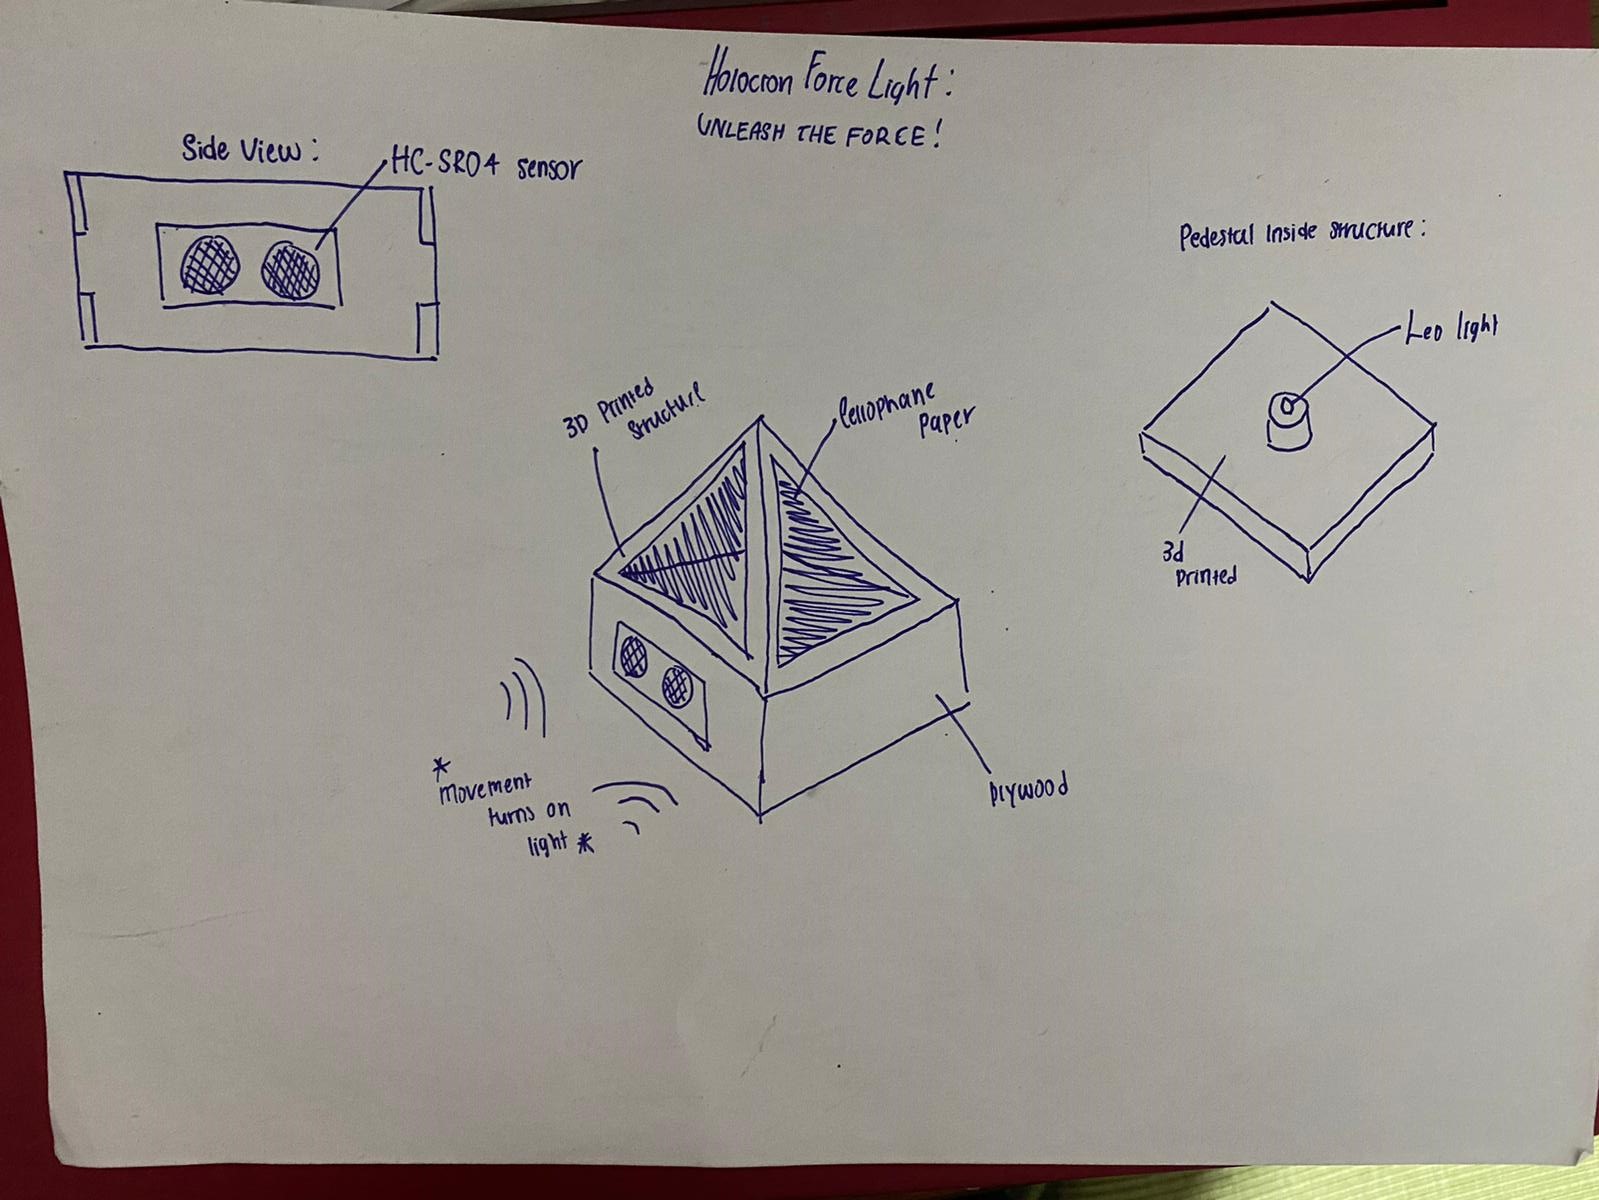 Holocron Force Light:
UNLEASH THE FORCE!
Side View:
HC-SR04 sensor
Pedestal Inside structure:
LED light
3d
Printed
3D Printed
structure
Cellophane
Paper
*
Movement
turns on
light *
Plywood